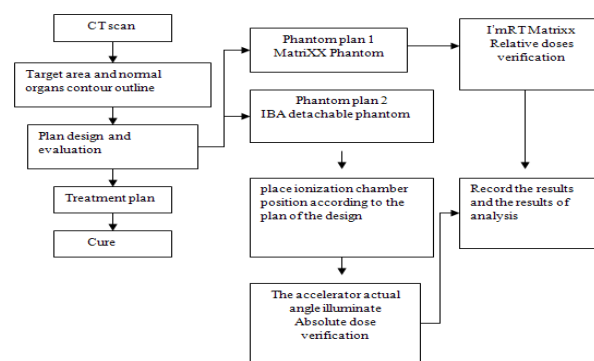 CT scan
Target area and normal
organs contour outline
Plan design and
evaluation
Treatment plan
Cure
Phantom plan 1
MatriXX Phantom
Phantom plan 2
IBA detachable phantom
place ionization chamber
position according to the
plan of the design
The accelerator actual
angle illuminate
Absolute dose
verification
I'mRT Matrixx
Relative doses
verification
Record the results
and the results of
analysis